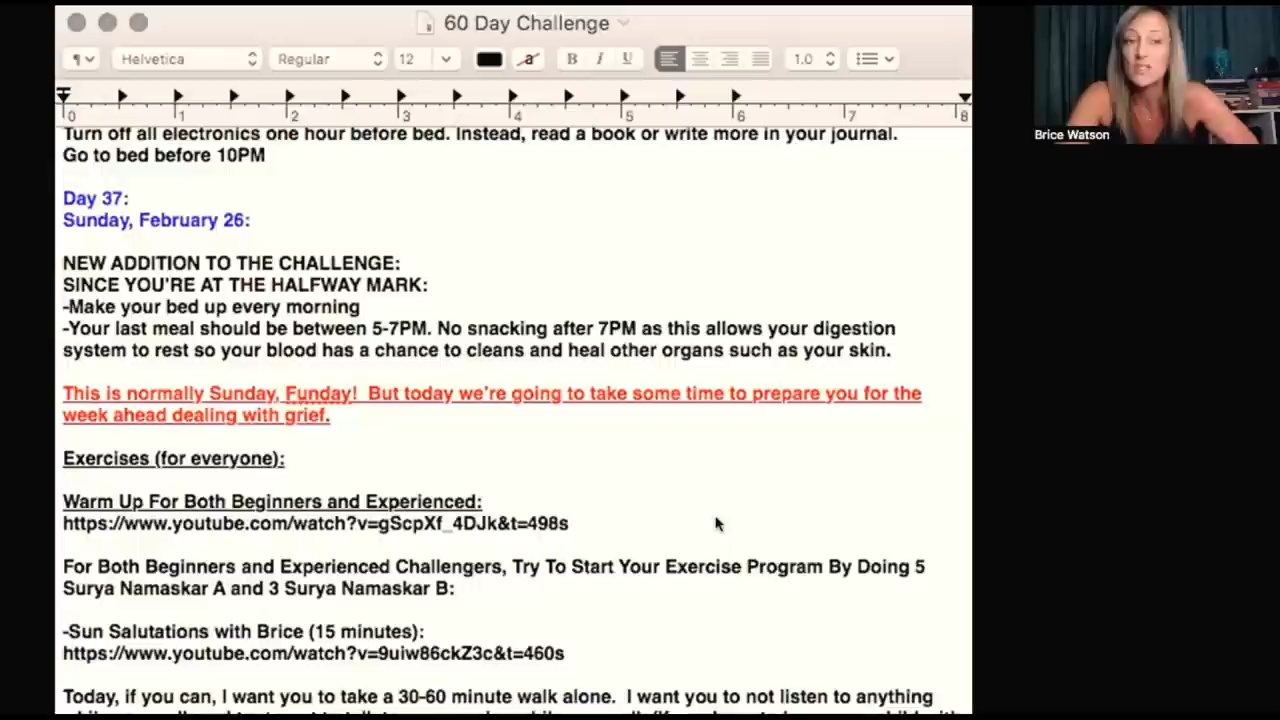 60 Day Challenge
Helvetica
Regular
12
B I U
1.0
0 1 2 3 4 5 6 7 8
Turn off all electronics one hour before bed. Instead, read a book or write more in your journal.
Go to bed before 10PM
Day 37:
Sunday, February 26:
NEW ADDITION TO THE CHALLENGE:
SINCE YOU'RE AT THE HALFWAY MARK:
-Make your bed up every morning
-Your last meal should be between 5-7PM. No snacking after 7PM as this allows your digestion
system to rest so your blood has a chance to cleans and heal other organs such as your skin.
This is normally Sunday, Funday!  But today we're going to take some time to prepare you for the
week ahead dealing with grief.
Exercises (for everyone):
Warm Up For Both Beginners and Experienced:
https://www.youtube.com/watch?v=gScpXf_4DJk&t=498s
For Both Beginners and Experienced Challengers, Try To Start Your Exercise Program By Doing 5
Surya Namaskar A and 3 Surya Namaskar B:
-Sun Salutations with Brice (15 minutes):
https://www.youtube.com/watch?v=9uiw86ckZ3c&t=460s
Today, if you can, I want you to take a 30-60 minute walk alone.  I want you to not listen to anything
Brice Watson